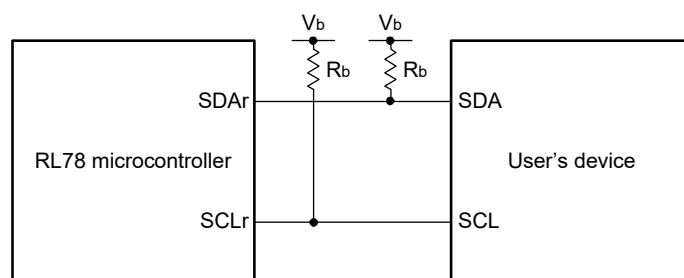 Vb Vb
Rb Rb
SDAr SDA
RL78 microcontroller User's device
SCLr SCL